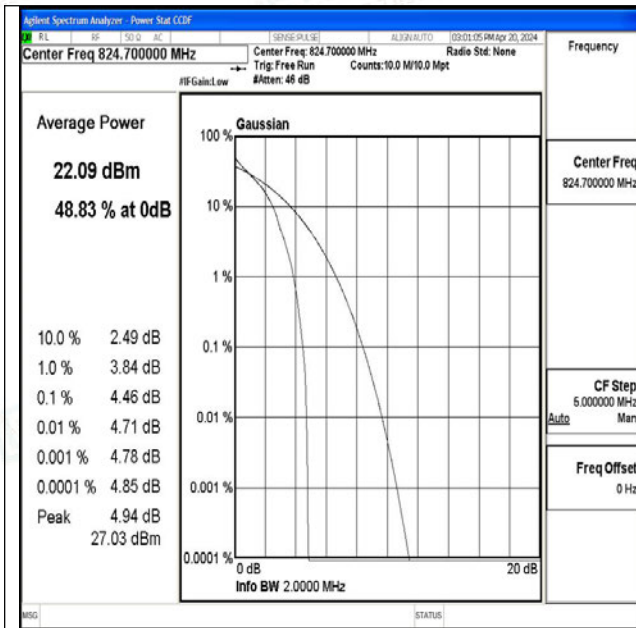 Agilent Spectrum Analyzer - Power Stat CCDF
RL RF 50 Ω AC SENSE:PULSE ALIGN AUTO 03:01:05 PM Apr 20, 2024
Center Freq 824.700000 MHz
Center Freq: 824.700000 MHz Radio Std: None
Trig: Free Run Counts:10.0 M/10.0 Mpt
#IFGain:Low #Atten: 46 dB
Frequency
Average Power
22.09 dBm
48.83 % at 0dB
10.0 % 2.49 dB
1.0 % 3.84 dB
0.1 % 4.46 dB
0.01 % 4.71 dB
0.001 % 4.78 dB
0.0001 % 4.85 dB
Peak 4.94 dB
27.03 dBm
Gaussian
100 %
10 %
1 %
0.1 %
0.01 %
0.001 %
0.0001 %
0 dB 20 dB
Info BW 2.0000 MHz
Center Freq
824.700000 MHz
CF Step
5.000000 MHz
Auto Man
Freq Offset
0 Hz
MSG STATUS